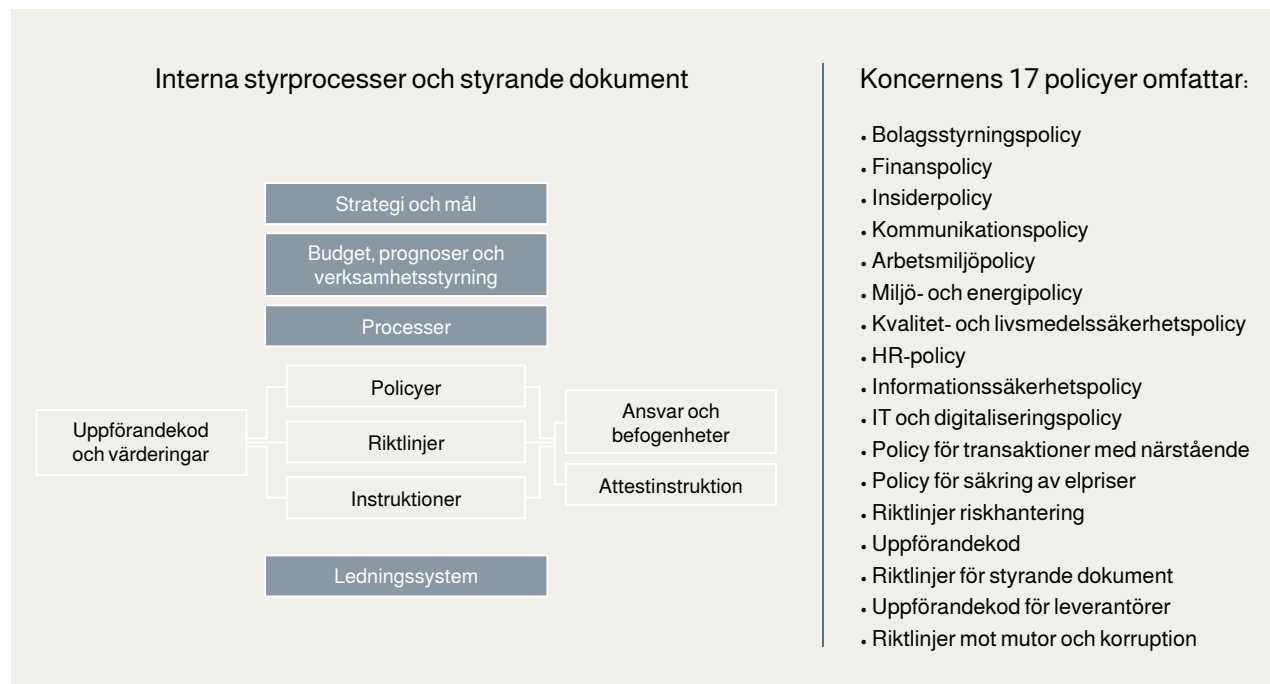 Interna styrprocesser och styrande dokument
Strategi och mål
Budget, prognoser och
verksamhetsstyrning
Processer
Policyer
Uppförandekod
och värderingar
Riktlinjer
Instruktioner
Ansvar och
befogenheter
Attestinstruktion
Ledningssystem
Koncernens 17 policyer omfattar:
• Bolagsstyrningspolicy
• Finanspolicy
• Insiderpolicy
• Kommunikationspolicy
• Arbetsmiljöpolicy
• Miljö- och energipolicy
• Kvalitet- och livsmedelssäkerhetspolicy
• HR-policy
• Informationssäkerhetspolicy
• IT och digitaliseringspolicy
• Policy för transaktioner med närstående
• Policy för säkring av elpriser
• Riktlinjer riskhantering
• Uppförandekod
• Riktlinjer för styrande dokument
• Uppförandekod för leverantörer
• Riktlinjer mot mutor och korruption